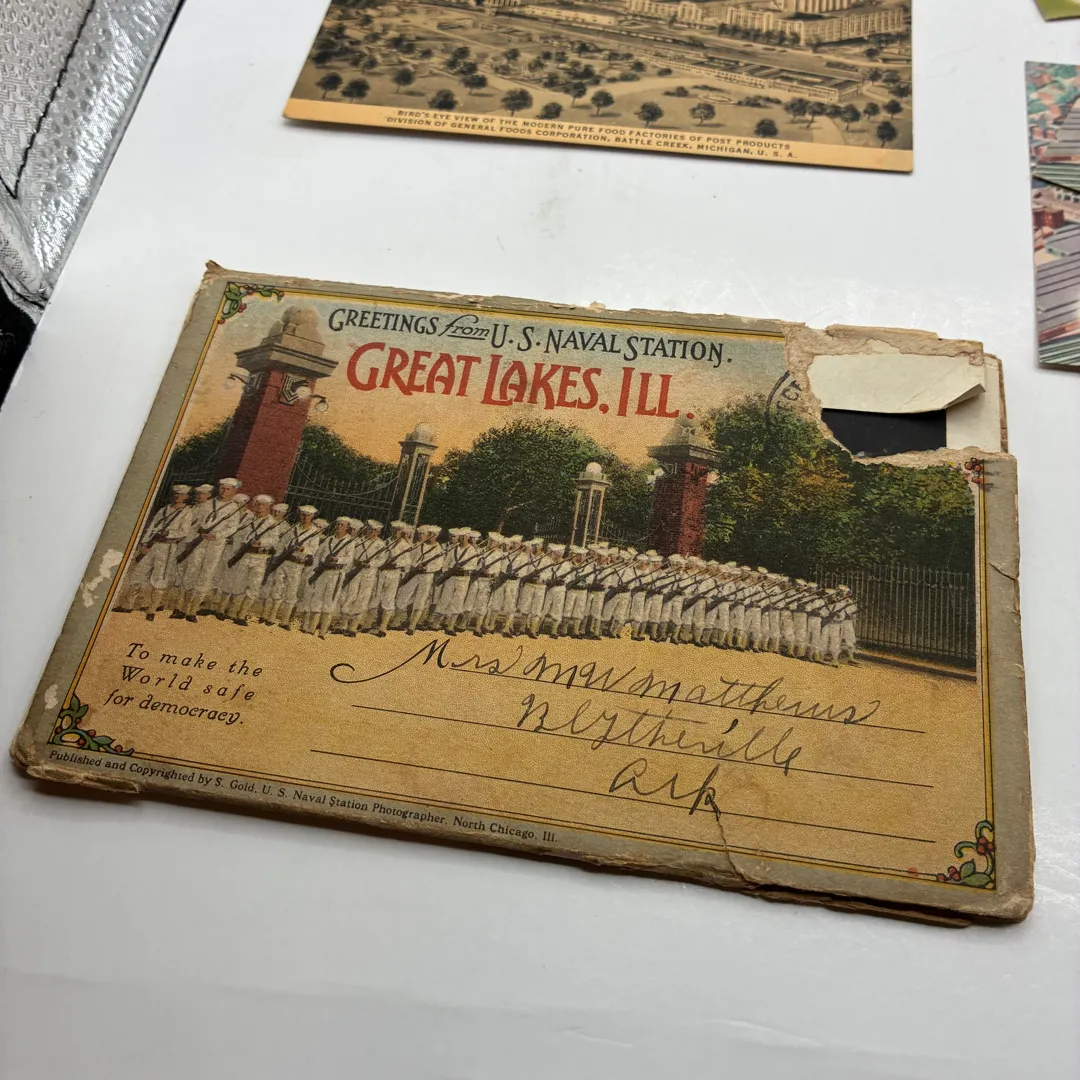 BIRD'S-EYE VIEW OF THE MODERN PURE FOOD FACTORIES OF POST PRODUCTS
DIVISION OF GENERAL FOODS CORPORATION, BATTLE CREEK, MICHIGAN, U. S. A.
GREETINGS from U. S. NAVAL STATION.
GREAT LAKES, ILL.
To make the
World safe
for democracy.
Mrs M W Matthews
Blytheville
Ark
Published and Copyrighted by S. Gold, U. S. Naval Station Photographer, North Chicago, Ill.